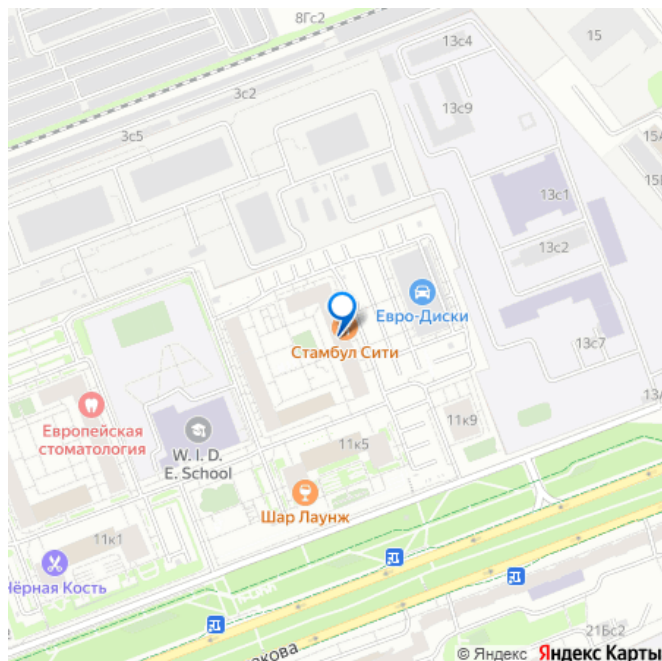 8Гс2
13с4
15
3с2
13с9
3с5
15А
13с1
13с2
Евро-Диски
Стамбул Сити
13с7
Европейская
стоматология
W. I. D.
E. School
11к5
11к9
Шар Лаунж
11к1
Чёрная Кость
21Бс2
© Яндекс Яндекс Карты